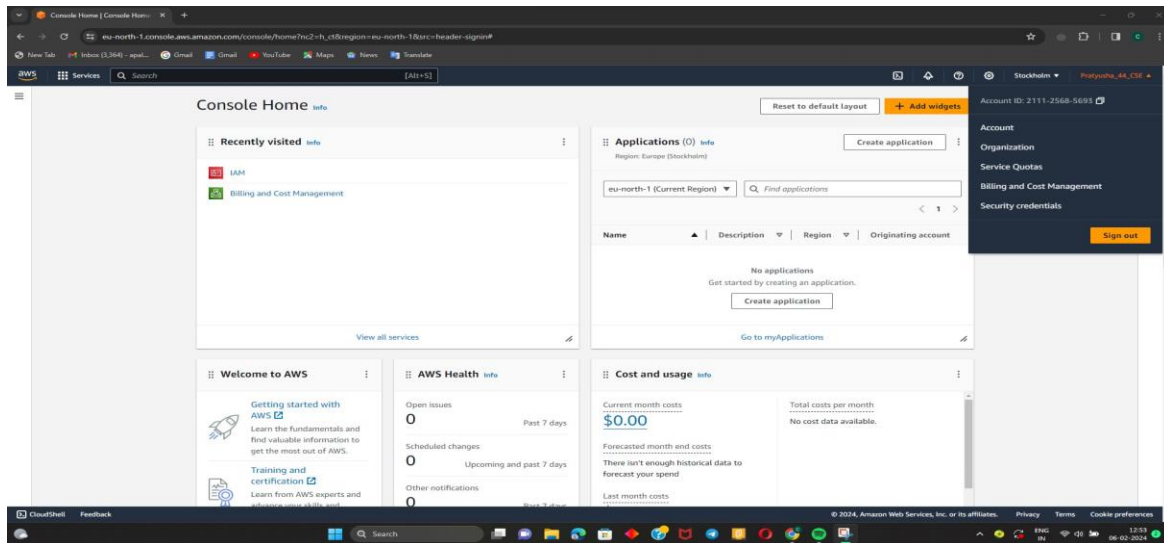 Console Home | Console Home
eu-north-1.console.aws.amazon.com/console/home?nc2=h_ct&region=eu-north-1&src=header-signin#
New Tab
Inbox (3,364) - apal...
Gmail
Gmail
YouTube
Maps
News
Translate
aws
Services
Search
[Alt+S]
Stockholm
Pratyusha_44_CSE
Account ID: 2111-2568-5693
Account
Organization
Service Quotas
Billing and Cost Management
Security credentials
Sign out
Console Home Info
Reset to default layout
+ Add widgets
Recently visited Info
IAM
Billing and Cost Management
View all services
Applications (0) Info
Region: Europe (Stockholm)
Create application
eu-north-1 (Current Region)
Find applications
1
Name
Description
Region
Originating account
No applications
Get started by creating an application.
Create application
Go to myApplications
Welcome to AWS
Getting started with
AWS
Learn the fundamentals and
find valuable information to
get the most out of AWS.
Training and
certification
Learn from AWS experts and
advance your skills and
AWS Health Info
Open issues
0
Past 7 days
Scheduled changes
0
Upcoming and past 7 days
Other notifications
0
Past 7 days
Cost and usage Info
Current month costs
$0.00
Forecasted month end costs
There isn't enough historical data to
forecast your spend
Last month costs
Total costs per month
No cost data available.
CloudShell
Feedback
© 2024, Amazon Web Services, Inc. or its affiliates.
Privacy
Terms
Cookie preferences
Search
ENG
IN
12:53
06-02-2024